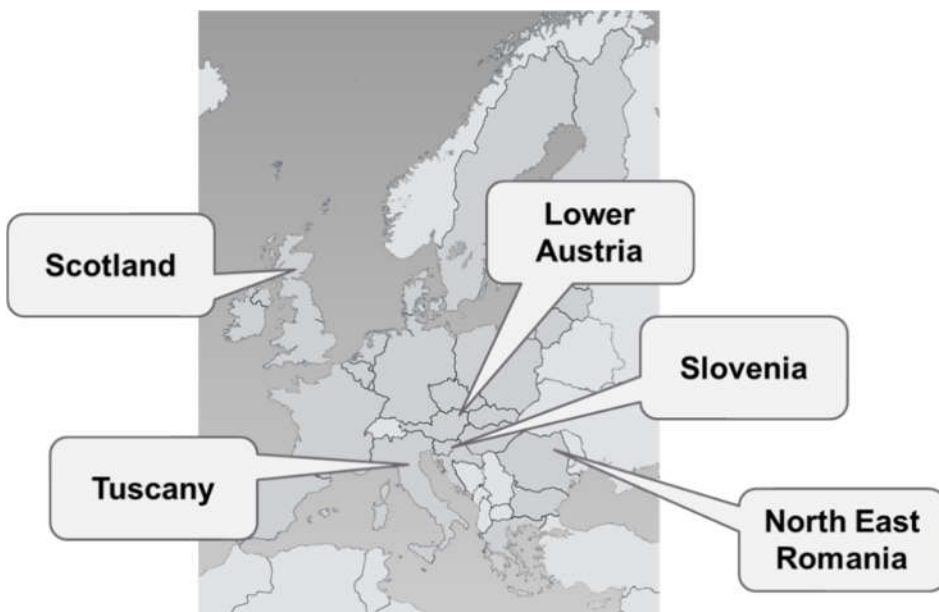 Lower
Austria
Scotland
Slovenia
Tuscany
North East
Romania